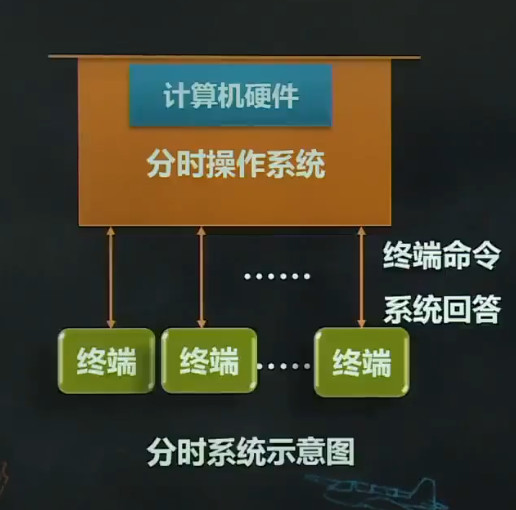 计算机硬件
分时操作系统
终端命令
……
系统回答
终端 终端 …… 终端
分时系统示意图